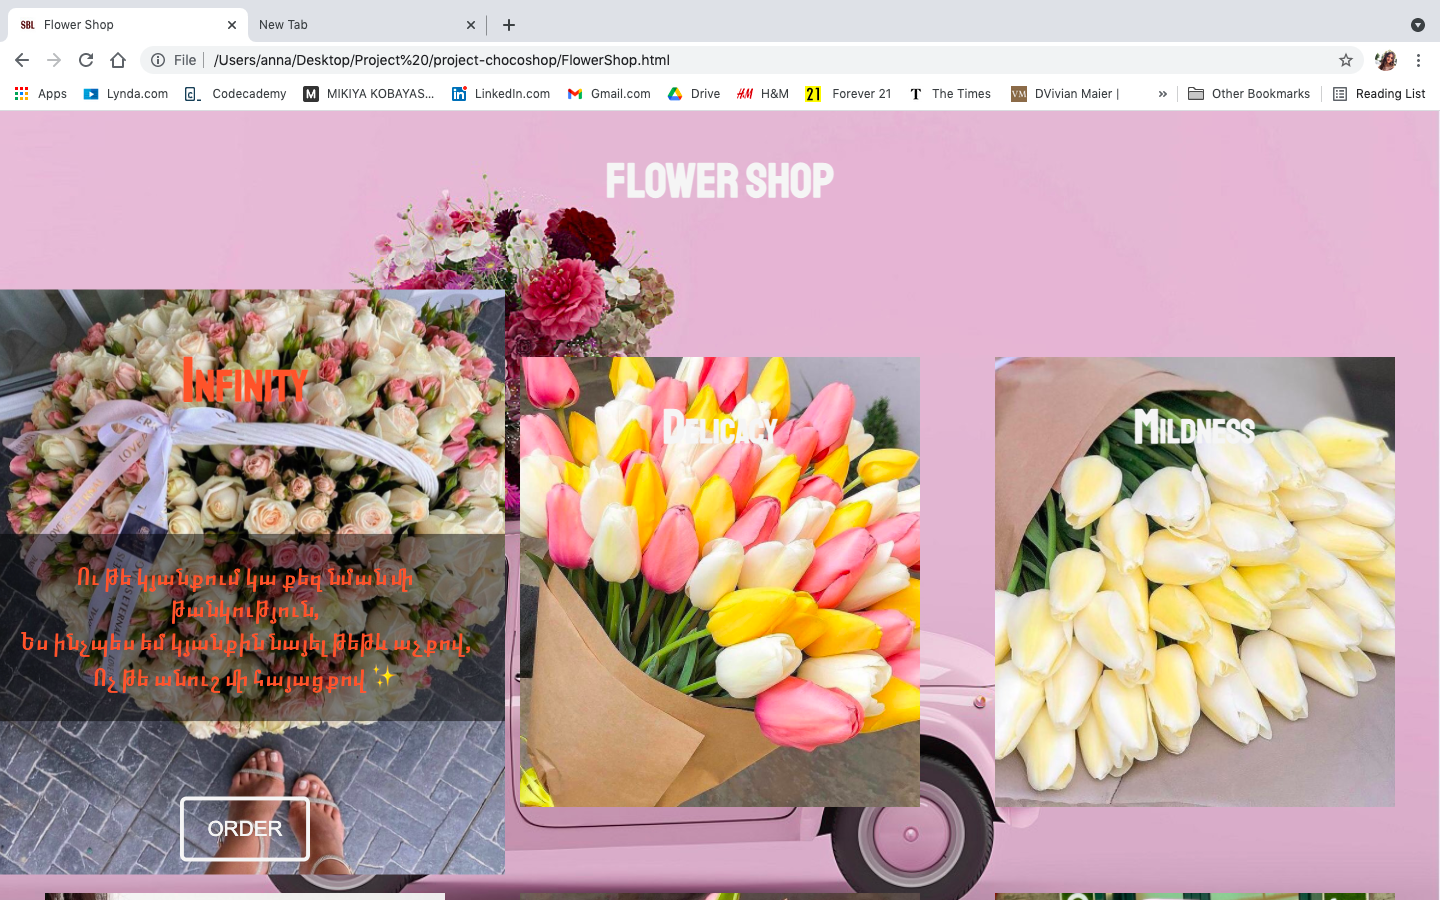 Flower Shop
New Tab
File
/Users/anna/Desktop/Project%20/project-chocoshop/FlowerShop.html
Apps
Lynda.com
Codecademy
MIKIYA KOBAYAS...
LinkedIn.com
Gmail.com
Drive
H&M
Forever 21
The Times
DVivian Maier |
»
Other Bookmarks
Reading List
FLOWER SHOP
INFINITY
DELICACY
MILDNESS
Ու թե կյանքում կա քեզ նմանմի
թանկություն,
Ես ինչպես եմ կյանքին նայել թեթև աչքով,
Ոչ թե անուշ մի հայացքով ✨
ORDER